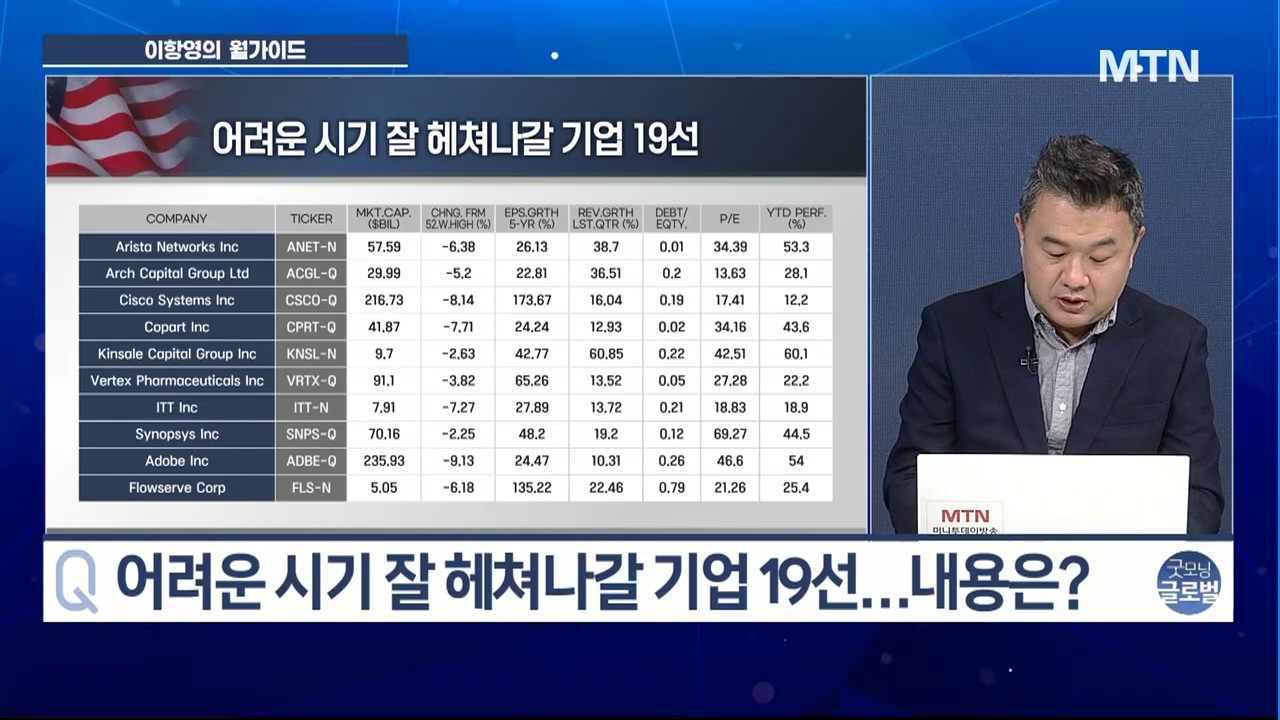 이항영의 월가이드
MTN
어려운 시기 잘 헤쳐나갈 기업 19선
COMPANY TICKER MKT.CAP. ($BIL) CHNG. FRM 52.W.HIGH (%) EPS.GRTH 5-YR (%) REV.GRTH LST.QTR (%) DEBT/ EQTY. P/E YTD PERF. (%)
Arista Networks Inc ANET-N 57.59 -6.38 26.13 38.7 0.01 34.39 53.3
Arch Capital Group Ltd ACGL-Q 29.99 -5.2 22.81 36.51 0.2 13.63 28.1
Cisco Systems Inc CSCO-Q 216.73 -8.14 173.67 16.04 0.19 17.41 12.2
Copart Inc CPRT-Q 41.87 -7.71 24.24 12.93 0.02 34.16 43.6
Kinsale Capital Group Inc KNSL-N 9.7 -2.63 42.77 60.85 0.22 42.51 60.1
Vertex Pharmaceuticals Inc VRTX-Q 91.1 -3.82 65.26 13.52 0.05 27.28 22.2
ITT Inc ITT-N 7.91 -7.27 27.89 13.72 0.21 18.83 18.9
Synopsys Inc SNPS-Q 70.16 -2.25 48.2 19.2 0.12 69.27 44.5
Adobe Inc ADBE-Q 235.93 -9.13 24.47 10.31 0.26 46.6 54
Flowserve Corp FLS-N 5.05 -6.18 135.22 22.46 0.79 21.26 25.4
MTN
머니투데이방송
Q 어려운 시기 잘 헤쳐나갈 기업 19선...내용은?
굿모닝
글로벌